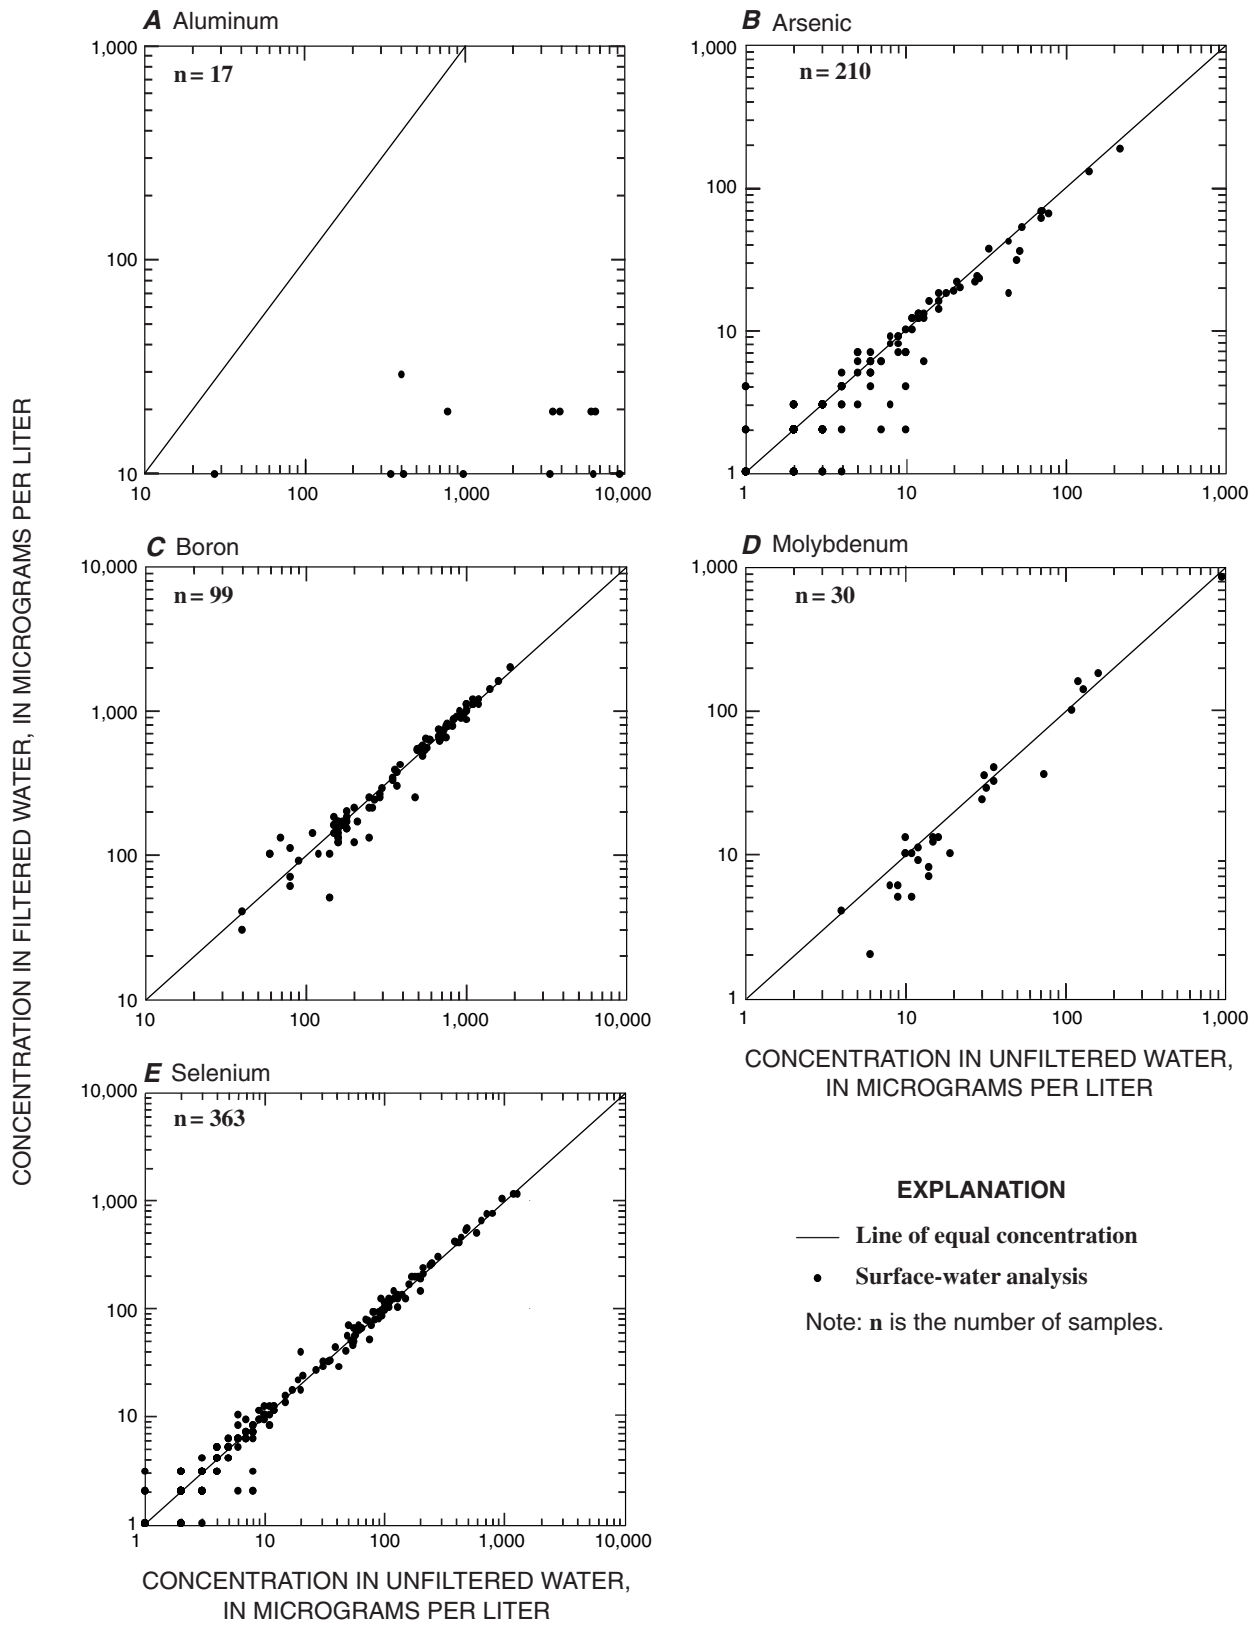 CONCENTRATION IN FILTERED WATER, IN MICROGRAMS PER LITER
A Aluminum
n = 17
1,000
100
10
10 100 1,000 10,000
B Arsenic
n = 210
1,000
100
10
1
1 10 100 1,000
C Boron
n = 99
10,000
1,000
100
10
10 100 1,000 10,000
D Molybdenum
n = 30
1,000
100
10
1
1 10 100 1,000
CONCENTRATION IN UNFILTERED WATER,
IN MICROGRAMS PER LITER
E Selenium
n = 363
10,000
1,000
100
10
1
1 10 100 1,000 10,000
CONCENTRATION IN UNFILTERED WATER,
IN MICROGRAMS PER LITER
EXPLANATION
Line of equal concentration
Surface-water analysis
Note: n is the number of samples.